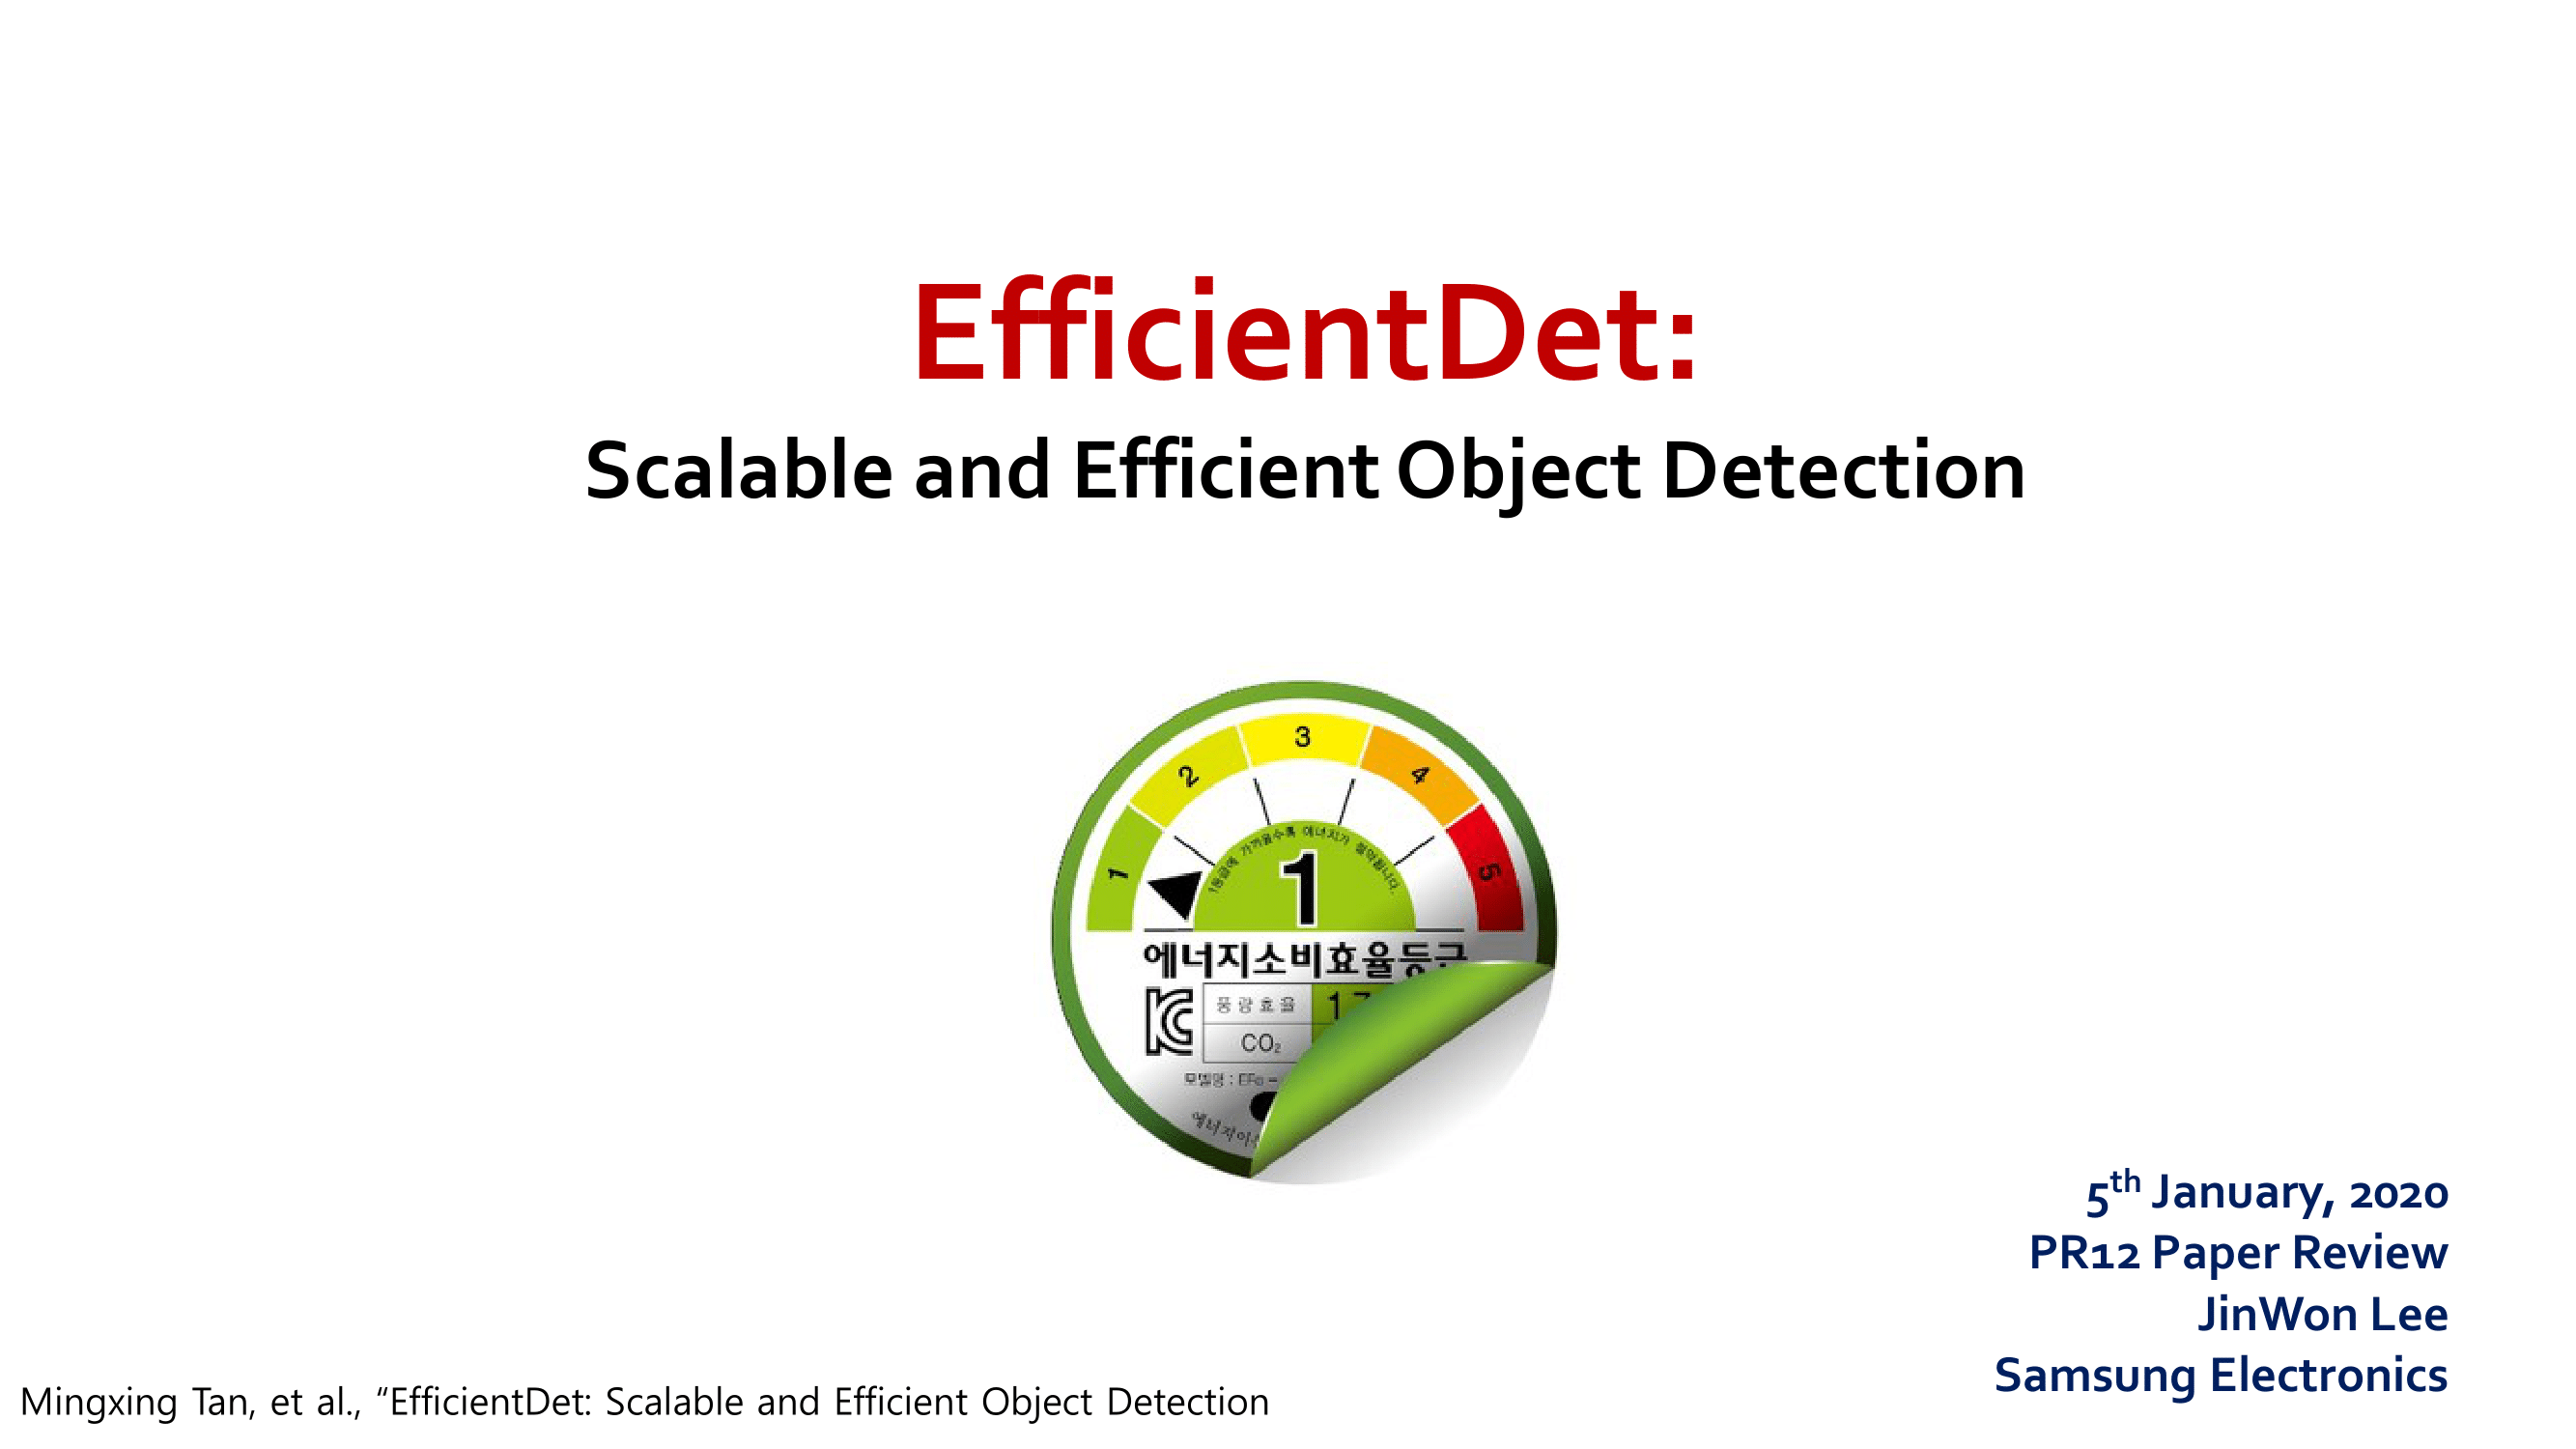 EfficientDet:
Scalable and Efficient Object Detection
3
2
4
1
5
1등급에 가까울수록 에너지가 절약됩니다.
1
에너지소비효율등급
풍량효율 1
CO₂
모델명 : EFe =
에너지이
5th January, 2020
PR12 Paper Review
JinWon Lee
Samsung Electronics
Mingxing Tan, et al., “EfficientDet: Scalable and Efficient Object Detection